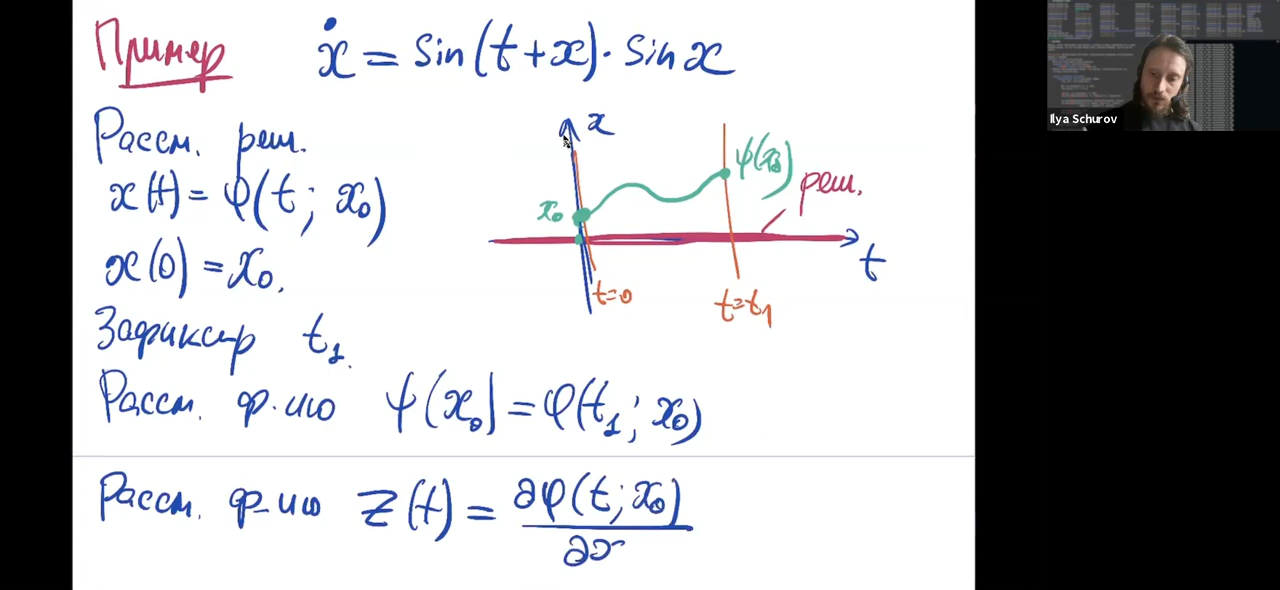 Пример ẋ = sin(t+x)·sin x
Расм. реш.
x(t) = φ(t; x₀)
x(0) = x₀,
Зафиксир t₁.
Рассм. ф-ию ψ(x₀) = φ(t₁; x₀)
Рассм. ф-ию z(t) = ∂φ(t; x₀)
∂x
x
x₀
ψ(x₀)
реш.
t
t=0
t=t₁
Ilya Schurov